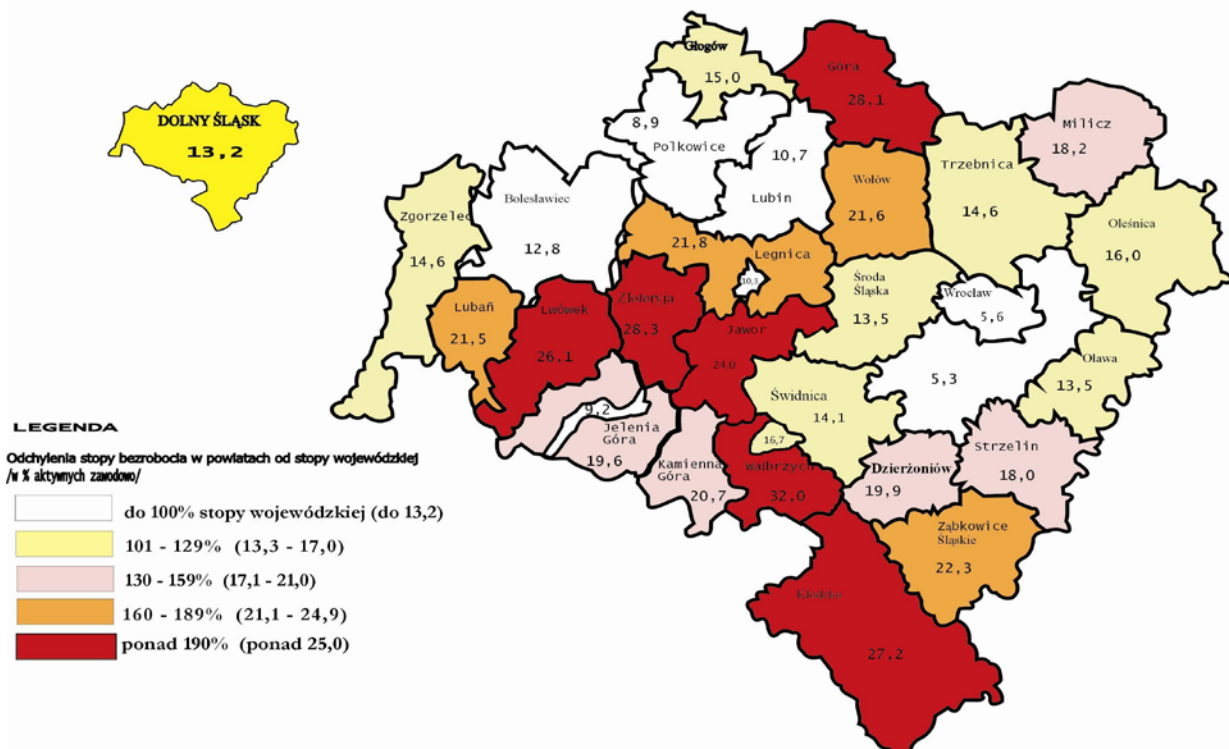 DOLNY ŚLĄSK
13,2
Głogów
15,0
Góra
28,1
8,9
Polkowice
10,7
Lubin
Milicz
18,2
Trzebnica
14,6
Wołów
21,6
Oleśnica
16,0
Zgorzelec
14,6
Bolesławiec
12,8
21,8
Legnica
10,3
Środa
Śląska
13,5
Wrocław
5,6
5,3
Oława
13,5
Lubań
21,5
Lwówek
26.1
Złotoryja
28.3
Jawor
24,0
Świdnica
14,1
9,2
Jelenia
Góra
19,6
Kamienna
Góra
20,7
16,7
Wałbrzych
32,0
Dzierżoniów
19,9
Strzelin
18,0
Ząbkowice
Śląskie
22,3
Kłodzko
27,2
LEGENDA
Odchylenia stopy bezrobocia w powiatach od stopy wojewódzkiej
/w % aktywnych zawodowo/
do 100% stopy wojewódzkiej (do 13,2)
101 - 129% (13,3 - 17,0)
130 - 159% (17,1 - 21,0)
160 - 189% (21,1 - 24,9)
ponad 190% (ponad 25,0)